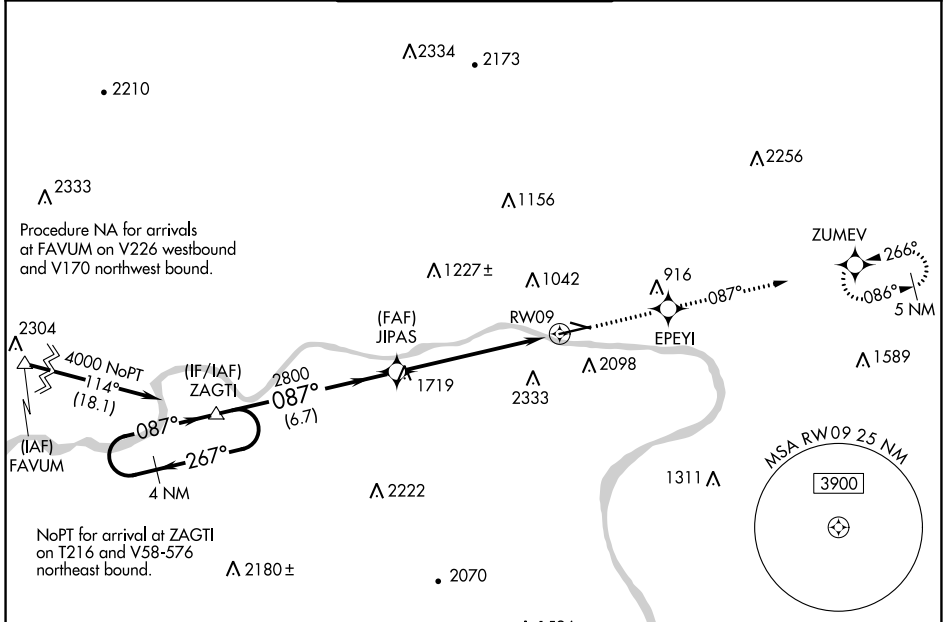 2334
2173
2210
2256
2333
1156
Procedure NA for arrivals
at FAVUM on V226 westbound
and V170 northwest bound.
ZUMEV
266°
086°
5 NM
1227 ±
1042
916
087°
RW09
EPEYI
(FAF)
JIPAS
2304
4000 NoPT
114°
(18.1)
(IF/IAF)
ZAGTI
2800
087°
(6.7)
1719
2098
2333
1589
(IAF)
FAVUM
087°
267°
4 NM
MSA RW09 25 NM
3900
1311
2222
NoPT for arrival at ZAGTI
on T216 and V58-576
northeast bound.
2180 ±
2070